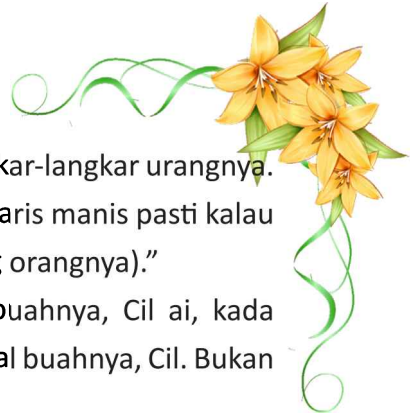 kar-langkar urangnya.
aris manis pasti kalau
orangnya).”
buahnya, Cil ai, kada
al buahnya, Cil. Bukan